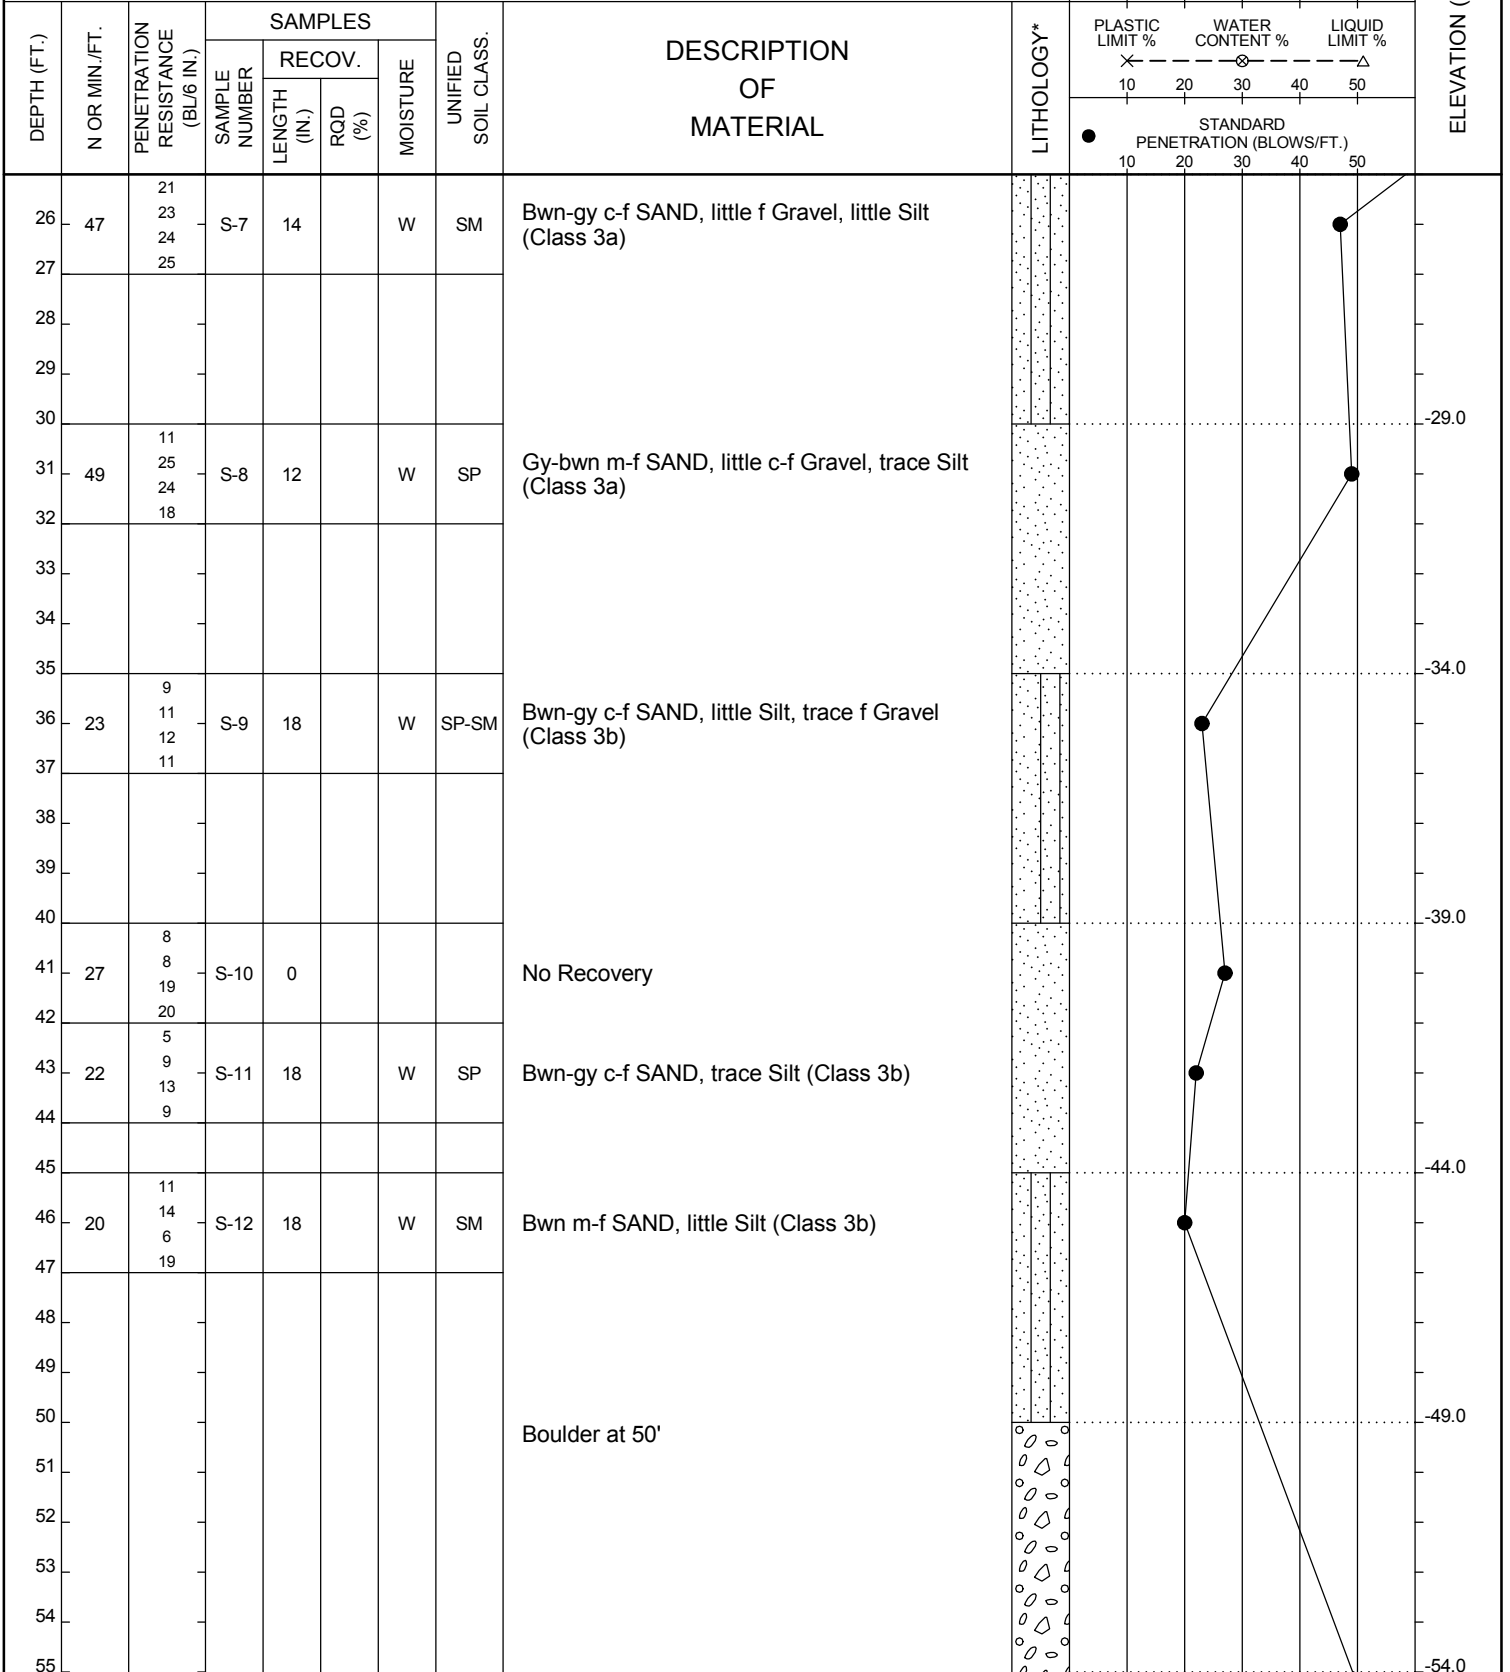 DEPTH (FT.)
N OR MIN./FT.
PENETRATION
RESISTANCE
(BL/6 IN.)
SAMPLES
SAMPLE
NUMBER
RECOV.
LENGTH
(IN.)
RQD
(%)
MOISTURE
UNIFIED
SOIL CLASS.
DESCRIPTION
OF
MATERIAL
LITHOLOGY*
PLASTIC
LIMIT %
WATER
CONTENT %
LIQUID
LIMIT %
10 20 30 40 50
STANDARD
PENETRATION (BLOWS/FT.)
10 20 30 40 50
ELEVATION (
21
26 47 23 S-7 14 W SM Bwn-gy c-f SAND, little f Gravel, little Silt
24 (Class 3a)
27 25
28
29
30 -29.0
11
31 49 25 S-8 12 W SP Gy-bwn m-f SAND, little c-f Gravel, trace Silt
24 (Class 3a)
32 18
33
34
35 -34.0
9
36 23 11 S-9 18 W SP-SM Bwn-gy c-f SAND, little Silt, trace f Gravel
12 (Class 3b)
37 11
38
39
40 -39.0
8
8
41 27 S-10 0 No Recovery
19
42 20
5
9
43 22 S-11 18 W SP Bwn-gy c-f SAND, trace Silt (Class 3b)
13
44 9
45 -44.0
11
14
46 20 S-12 18 W SM Bwn m-f SAND, little Silt (Class 3b)
6
47 19
48
49
50 -49.0
Boulder at 50'
51
52
53
54
55 -54.0